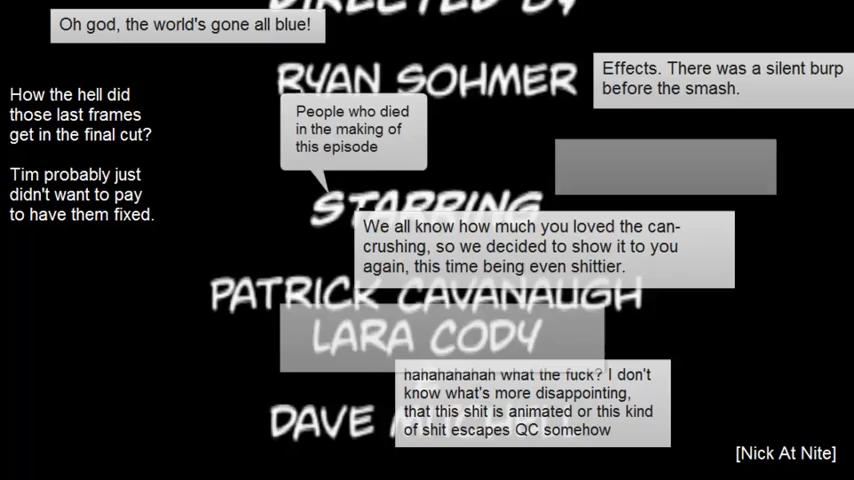 DIRECTED BY
Oh god, the world's gone all blue!
RYAN SOHMER
Effects. There was a silent burp
before the smash.
How the hell did
those last frames
get in the final cut?
Tim probably just
didn't want to pay
to have them fixed.
People who died
in the making of
this episode
STARRING
We all know how much you loved the can-
crushing, so we decided to show it to you
again, this time being even shittier.
PATRICK CAVANAUGH
LARA CODY
hahahahahah what the fuck? I don't
know what's more disappointing,
that this shit is animated or this kind
of shit escapes QC somehow
DAVE
[Nick At Nite]